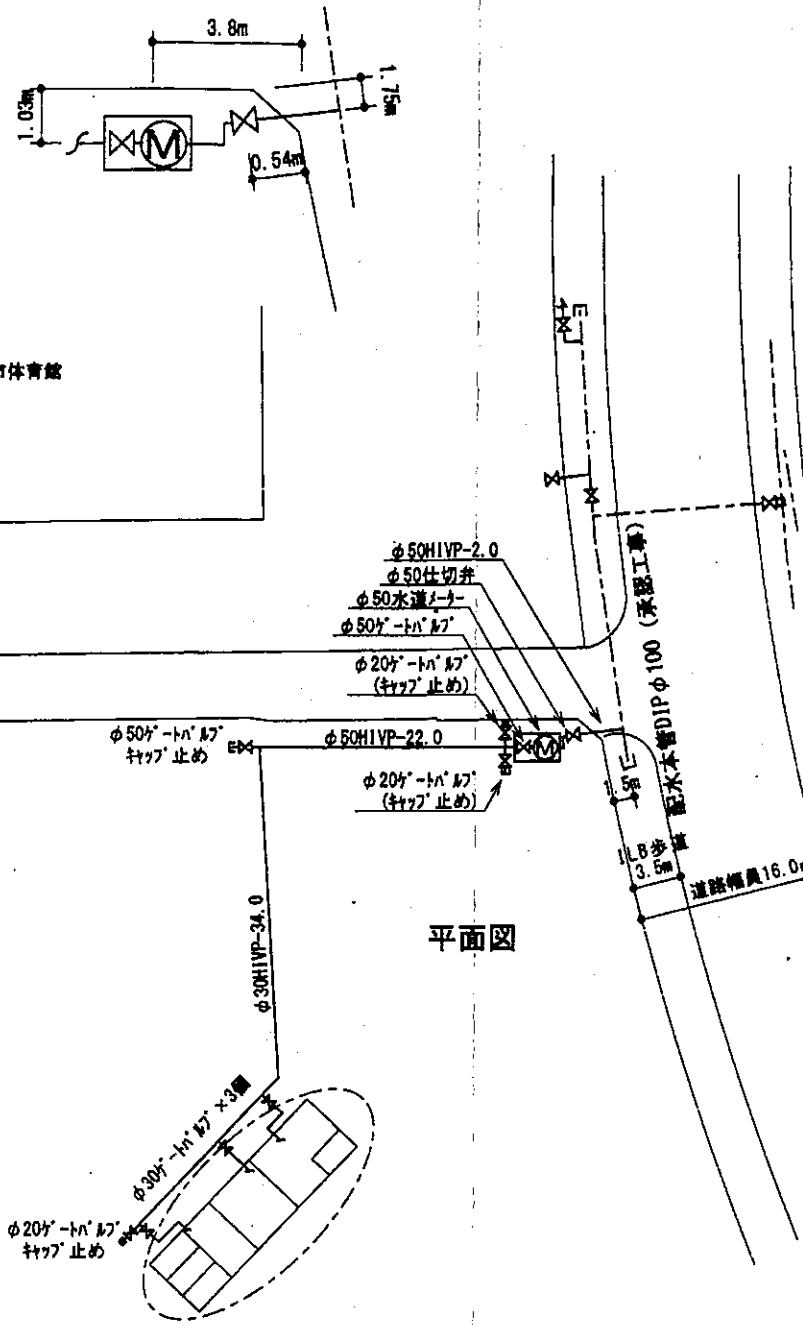 3.8m
1.03m
1.75m
M
0.54m
体育館
φ50HIVP-2.0
φ50仕切弁
φ50水道メーター
φ50ゲートバルブ
φ20ゲートバルブ
(キャップ止め)
φ50ゲートバルブ
キャップ止め
φ50HIVP-22.0
M
φ20ゲートバルブ
(キャップ止め)
配水本管DIPφ100 (承認工事)
ILB歩
3.5m
道路幅員16.0
平面図
φ30HIVP-34.0
φ30ゲートバルブ×3個
φ20ゲートバルブ
キャップ止め